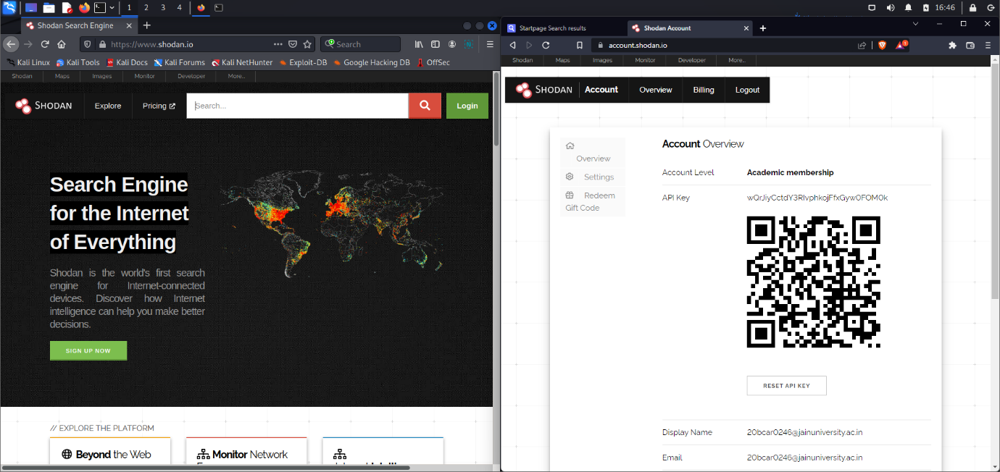 1 2 3 4
16:46
Shodan Search Engine
https://www.shodan.io
Search
Kali Linux Kali Tools Kali Docs Kali Forums Kali NetHunter Exploit-DB Google Hacking DB OffSec
Shodan Maps Images Monitor Developer More...
SHODAN Explore Pricing Search... Login
Search Engine
for the Internet
of Everything
Shodan is the world's first search
engine for Internet-connected
devices. Discover how Internet
intelligence can help you make better
decisions.
SIGN UP NOW
// EXPLORE THE PLATFORM
Beyond the Web
Monitor Network
Startpage Search results
Shodan Account
account.shodan.io
1
Shodan Maps Images Monitor Developer More...
SHODAN Account Overview Billing Logout
Overview
Settings
Redeem
Gift Code
Account Overview
Account Level Academic membership
API Key wQrJiyCctdY3RIvphkojFfxGyw0FOM0k
RESET API KEY
Display Name 20bcar0246@jainuniversity.ac.in
Email 20bcar0246@jainuniversity.ac.in